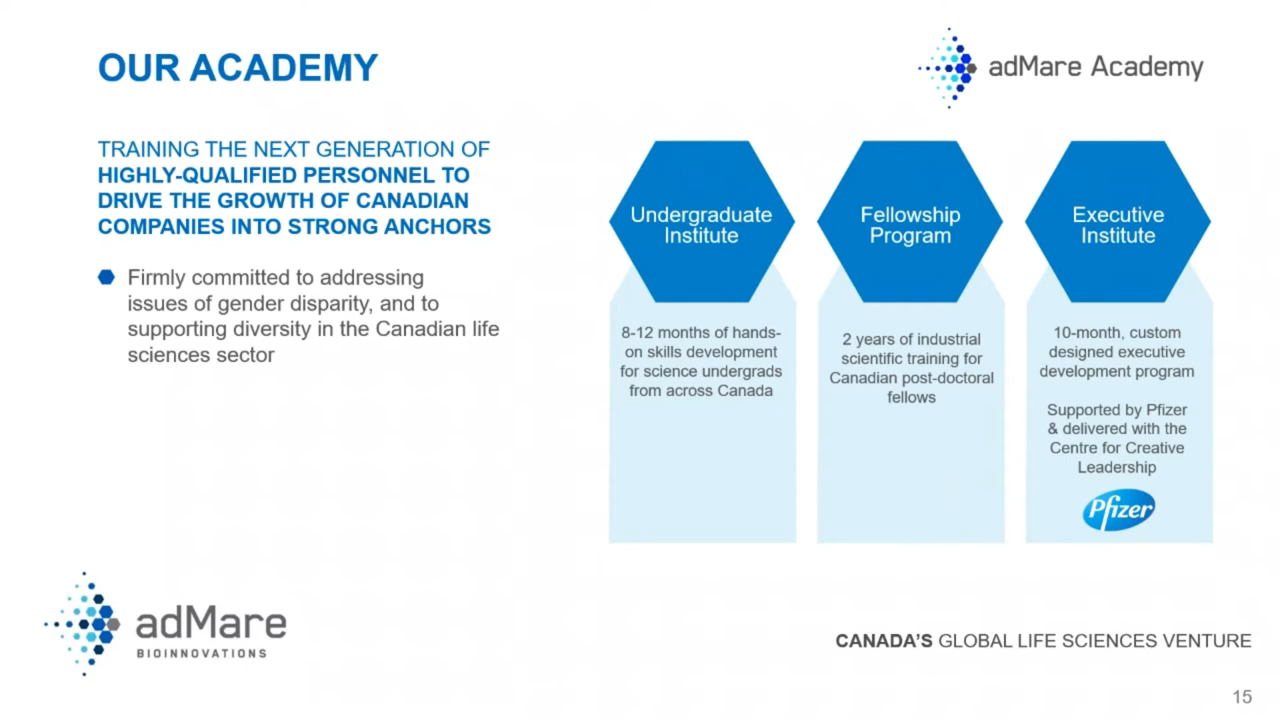 OUR ACADEMY
adMare Academy
TRAINING THE NEXT GENERATION OF
HIGHLY-QUALIFIED PERSONNEL TO
DRIVE THE GROWTH OF CANADIAN
COMPANIES INTO STRONG ANCHORS
Firmly committed to addressing
issues of gender disparity, and to
supporting diversity in the Canadian life
sciences sector
Undergraduate
Institute
8-12 months of hands-
on skills development
for science undergrads
from across Canada
Fellowship
Program
2 years of industrial
scientific training for
Canadian post-doctoral
fellows
Executive
Institute
10-month, custom
designed executive
development program
Supported by Pfizer
& delivered with the
Centre for Creative
Leadership
Pfizer
adMare
BIOINNOVATIONS
CANADA'S GLOBAL LIFE SCIENCES VENTURE
15